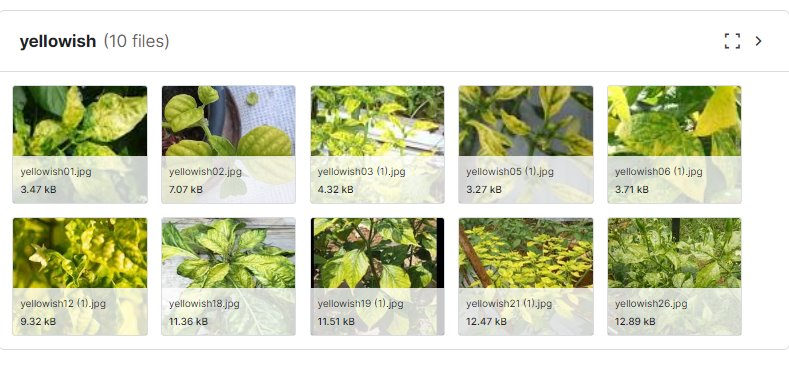 yellowish (10 files)
yellowish01.jpg
3.47 kB
yellowish02.jpg
7.07 kB
yellowish03 (1).jpg
4.32 kB
yellowish05 (1).jpg
3.27 kB
yellowish06 (1).jpg
3.71 kB
yellowish12 (1).jpg
9.32 kB
yellowish18.jpg
11.36 kB
yellowish19 (1).jpg
11.51 kB
yellowish21 (1).jpg
12.47 kB
yellowish26.jpg
12.89 kB